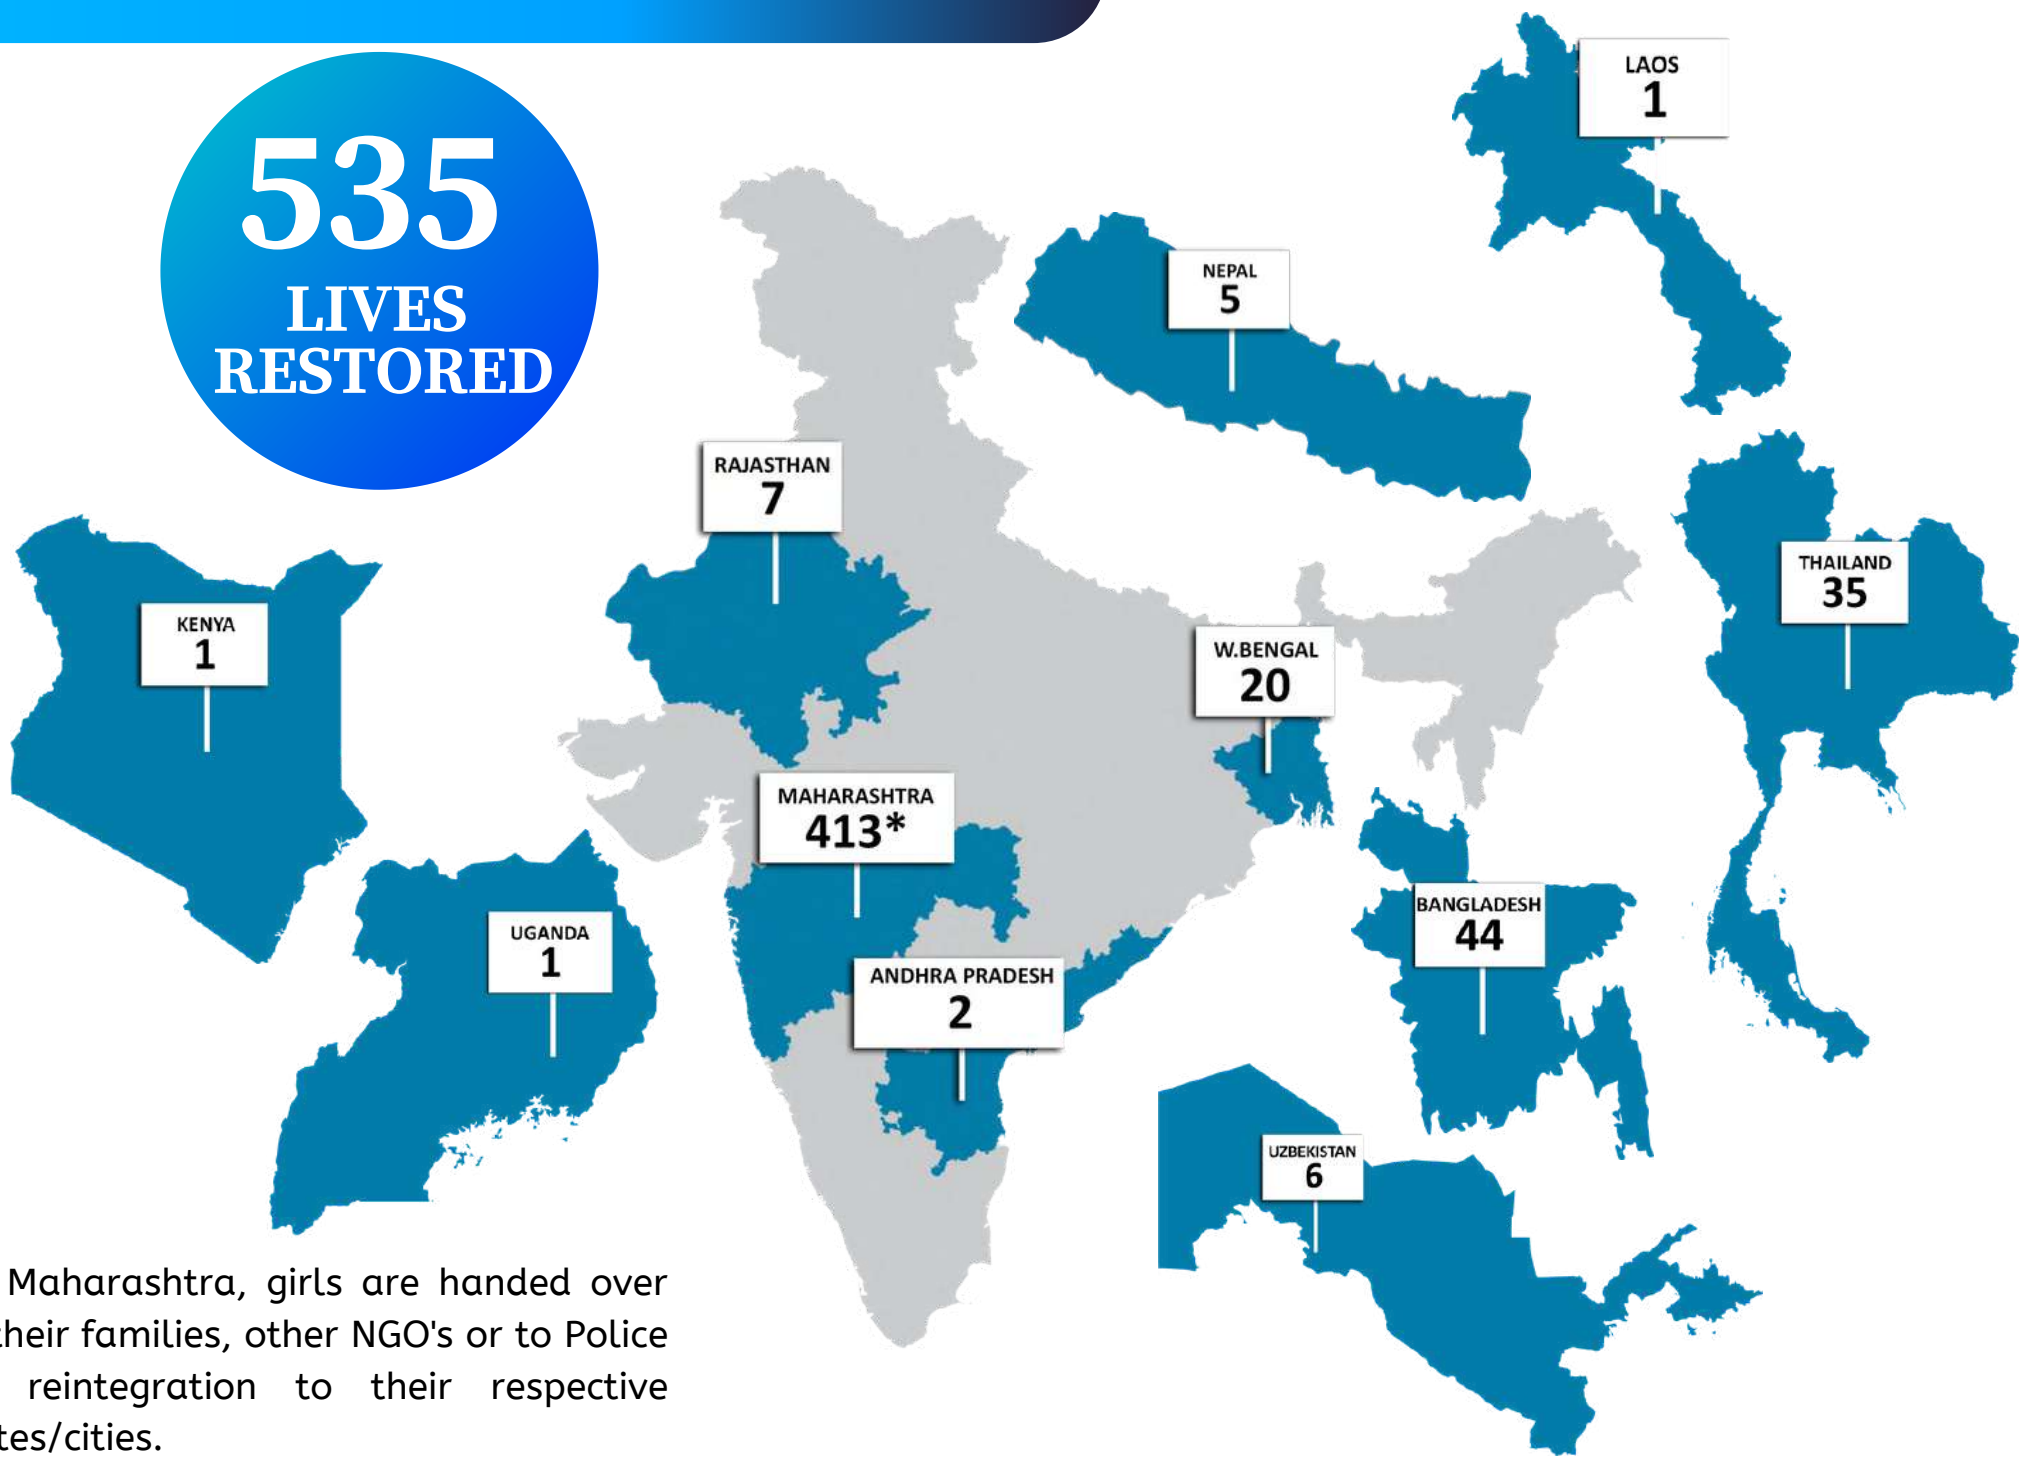 535
LIVES
RESTORED
LAOS
1
NEPAL
5
RAJASTHAN
7
THAILAND
35
KENYA
1
W.BENGAL
20
MAHARASHTRA
413*
BANGLADESH
44
UGANDA
1
ANDHRA PRADESH
2
UZBEKISTAN
6
Maharashtra, girls are handed over
their families, other NGO's or to Police
reintegration to their respective
tes/cities.